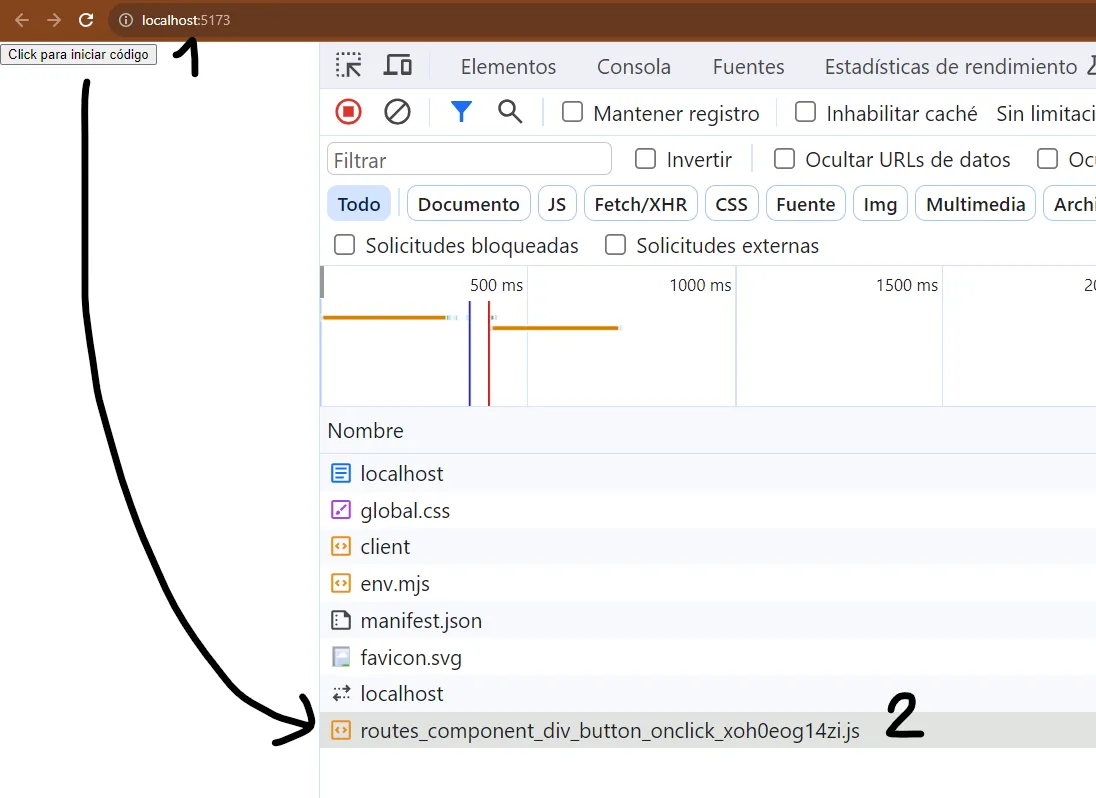 localhost:5173
Click para iniciar código
1
Elementos Consola Fuentes Estadísticas de rendimiento
Mantener registro Inhabilitar caché Sin limitaci
Filtrar Invertir Ocultar URLs de datos Oc
Todo Documento JS Fetch/XHR CSS Fuente Img Multimedia Archi
Solicitudes bloqueadas Solicitudes externas
500 ms 1000 ms 1500 ms 20
Nombre
localhost
global.css
client
env.mjs
manifest.json
favicon.svg
localhost
routes_component_div_button_onclick_xoh0eog14zi.js 2